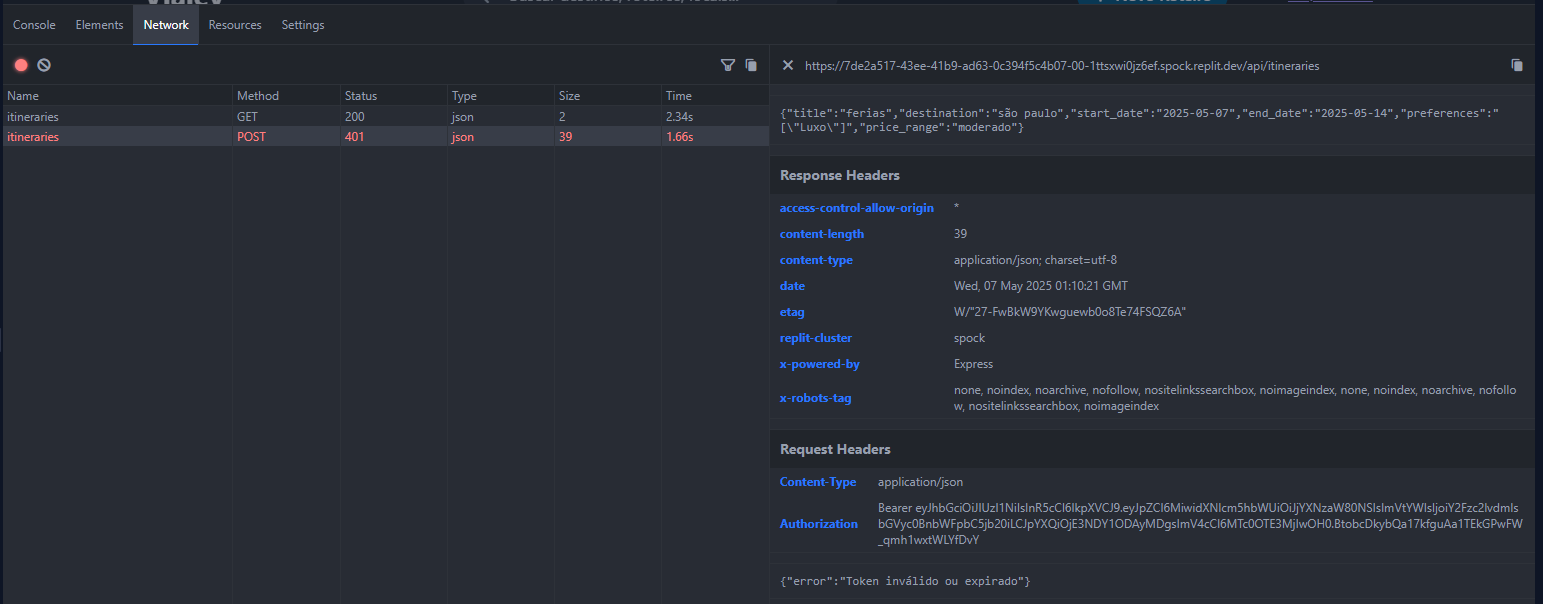 Console Elements Network Resources Settings
https://7de2a517-43ee-41b9-ad63-0c394f5c4b07-00-1ttsxwi0jz6ef.spock.replit.dev/api/itineraries
Name Method Status Type Size Time
itineraries GET 200 json 2 2.34s
itineraries POST 401 json 39 1.66s
{"title":"ferias","destination":"são paulo","start_date":"2025-05-07","end_date":"2025-05-14","preferences":"
[\"Luxo\"]","price_range":"moderado"}
Response Headers
access-control-allow-origin *
content-length 39
content-type application/json; charset=utf-8
date Wed, 07 May 2025 01:10:21 GMT
etag W/"27-FwBkW9YKwguewb0o8Te74FSQZ6A"
replit-cluster spock
x-powered-by Express
x-robots-tag none, noindex, noarchive, nofollow, nositelinkssearchbox, noimageindex, none, noindex, noarchive, nofollo
w, nositelinkssearchbox, noimageindex
Request Headers
Content-Type application/json
Authorization Bearer eyJhbGciOiJIUzI1NiIsInR5cCI6IkpXVCJ9.eyJpZCI6MiwidXNlcm5hbWUiOiJjYXNzaW80NSIsImVtYWlsIjoiY2Fzc2lvdmls
bGVyc0BnbWFpbC5jb20iLCJpYXQiOjE3NDY1ODAyMDgsImV4cCI6MTc0OTE3MjIwOH0.BtobcDkybQa17kfguAa1TEkGPwFW
_qmh1wxtWLYfDvY
{"error":"Token inválido ou expirado"}